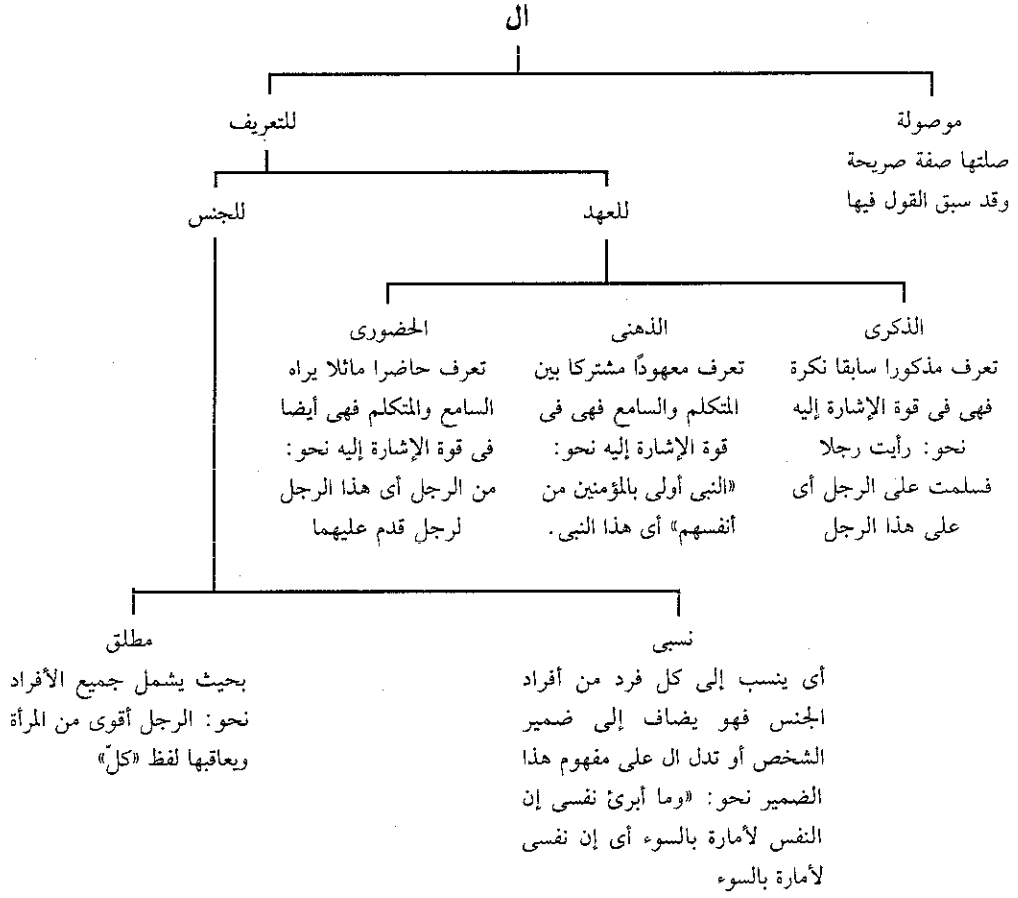 ال
موصولة
صلتها صفة صريحة
وقد سبق القول فيها
للتعريف
للعهد
للجنس
الذكرى
تعرف مذكورا سابقا نكرة
فهى فى قوة الإشارة إليه
نحو: رأيت رجلا
فسلمت على الرجل أى
على هذا الرجل
الذهنى
تعرف معهودًا مشتركا بين
المتكلم والسامع فهى فى
قوة الإشارة إليه نحو:
«النبى أولى بالمؤمنين من
أنفسهم» أى هذا النبى.
الحضورى
تعرف حاضرا ماثلا يراه
السامع والمتكلم فهى أيضا
فى قوة الإشارة إليه نحو:
من الرجل أى هذا الرجل
لرجل قدم عليهما
نسبى
أى ينسب إلى كل فرد من أفراد
الجنس فهو يضاف إلى ضمير
الشخص أو تدل ال على مفهوم هذا
الضمير نحو: «وما أبرئ نفسى إن
النفس لأمارة بالسوء أى إن نفسى
لأمارة بالسوء
مطلق
بحيث يشمل جميع الأفراد
نحو: الرجل أقوى من المرأة
ويعاقبها لفظ «كلّ»